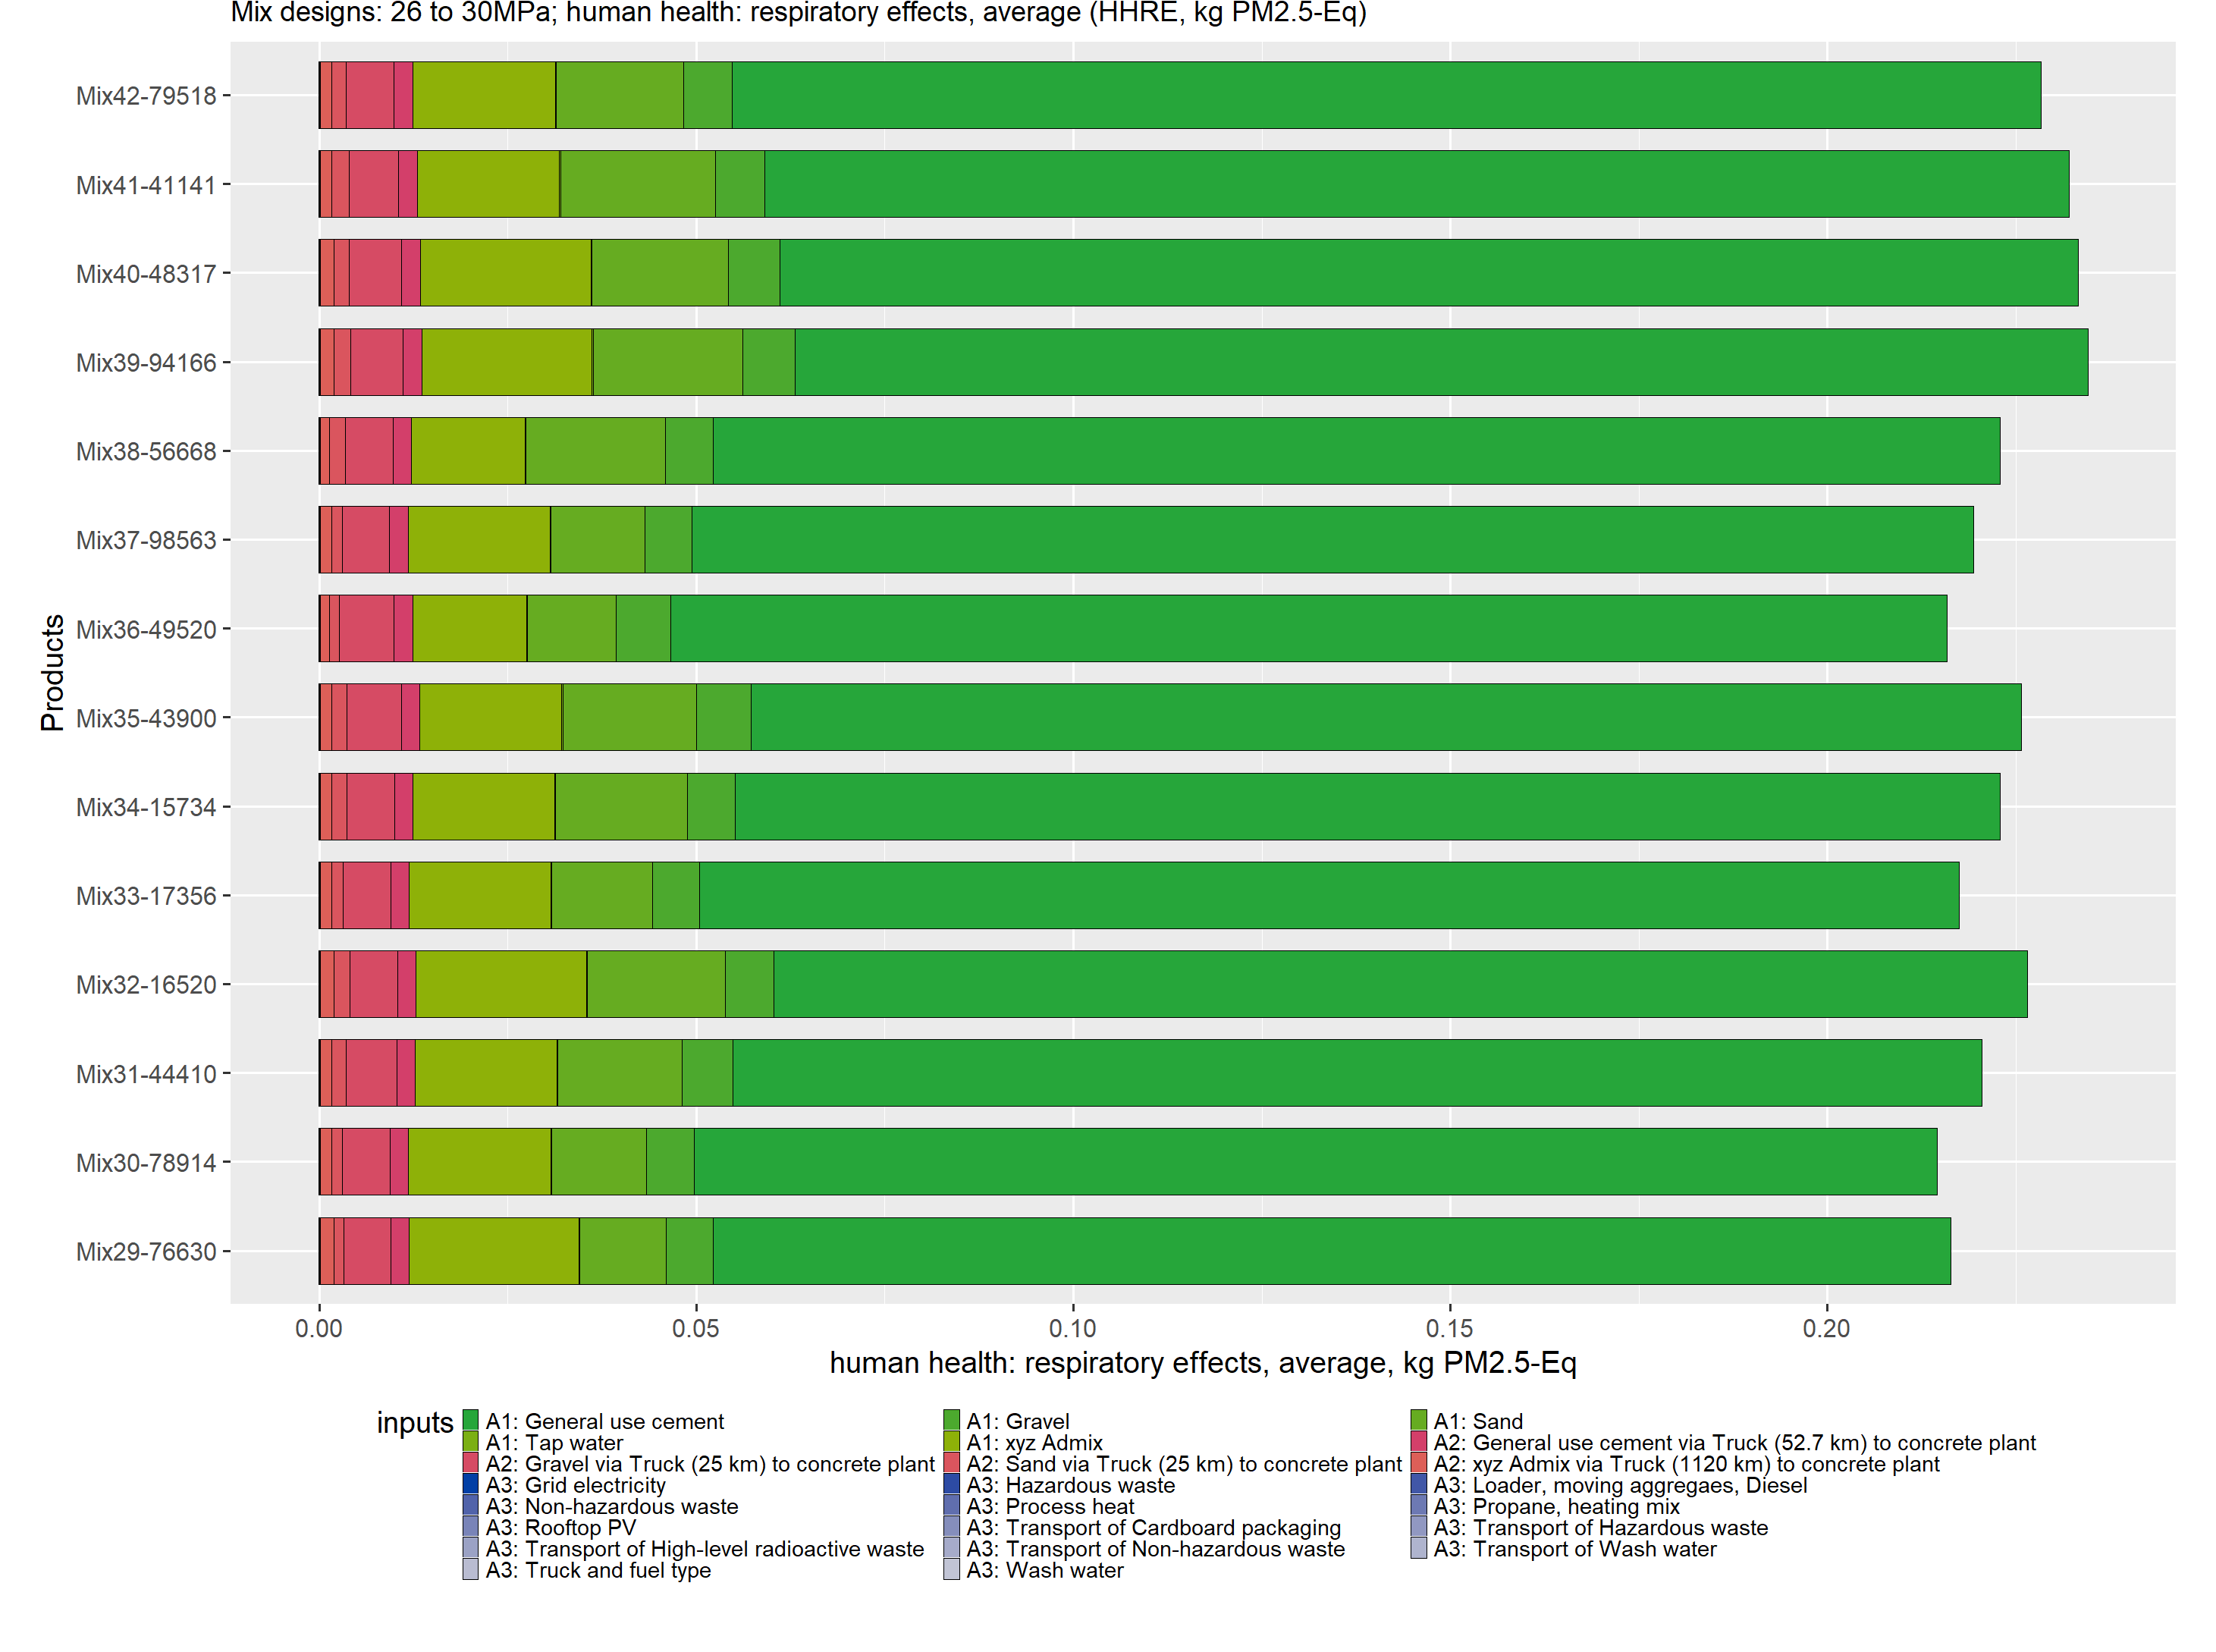 Mix designs: 26 to 30MPa; human health: respiratory effects, average (HHRE, kg PM2.5-Eq)
Products
Mix42-79518
Mix41-41141
Mix40-48317
Mix39-94166
Mix38-56668
Mix37-98563
Mix36-49520
Mix35-43900
Mix34-15734
Mix33-17356
Mix32-16520
Mix31-44410
Mix30-78914
Mix29-76630
0.00 0.05 0.10 0.15 0.20
human health: respiratory effects, average, kg PM2.5-Eq
inputs
A1: General use cement A1: Gravel A1: Sand
A1: Tap water A1: xyz Admix A2: General use cement via Truck (52.7 km) to concrete plant
A2: Gravel via Truck (25 km) to concrete plant A2: Sand via Truck (25 km) to concrete plant A2: xyz Admix via Truck (1120 km) to concrete plant
A3: Grid electricity A3: Hazardous waste A3: Loader, moving aggregaes, Diesel
A3: Non-hazardous waste A3: Process heat A3: Propane, heating mix
A3: Rooftop PV A3: Transport of Cardboard packaging A3: Transport of Hazardous waste
A3: Transport of High-level radioactive waste A3: Transport of Non-hazardous waste A3: Transport of Wash water
A3: Truck and fuel type A3: Wash water